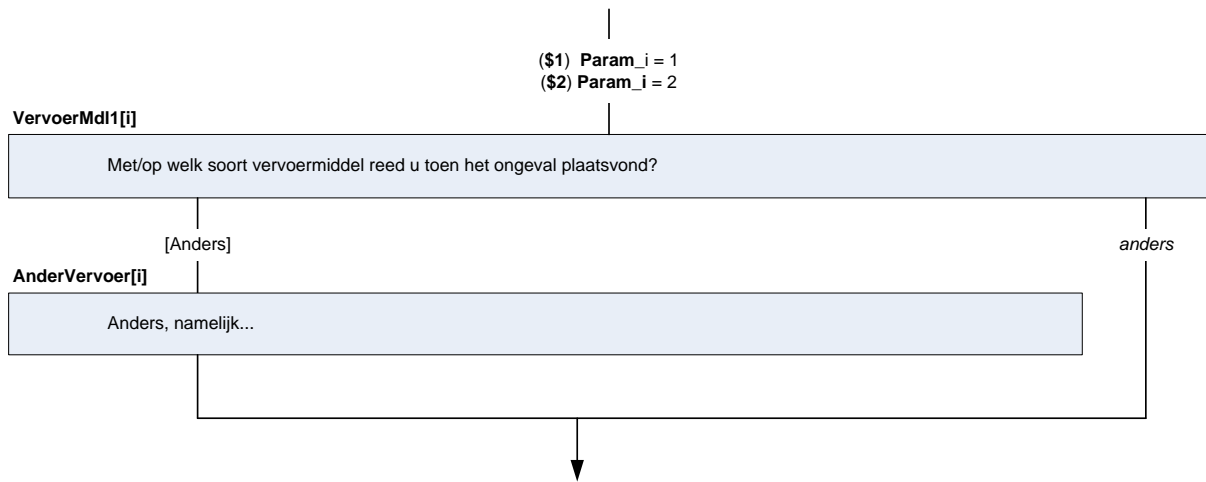 ($1) Param_i = 1
($2) Param_i = 2
VervoerMdl1[i]
Met/op welk soort vervoermiddel reed u toen het ongeval plaatsvond?
[Anders]
anders
AnderVervoer[i]
Anders, namelijk...